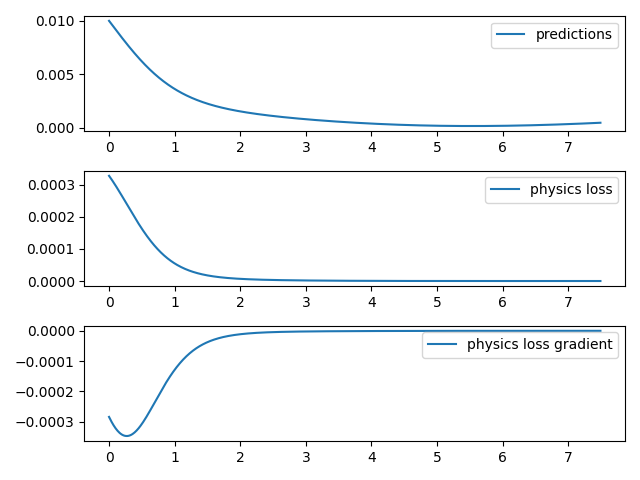 0.010
0.005
0.000
predictions
0 1 2 3 4 5 6 7
0.0003
0.0002
0.0001
0.0000
physics loss
0 1 2 3 4 5 6 7
0.0000
−0.0001
−0.0002
−0.0003
physics loss gradient
0 1 2 3 4 5 6 7